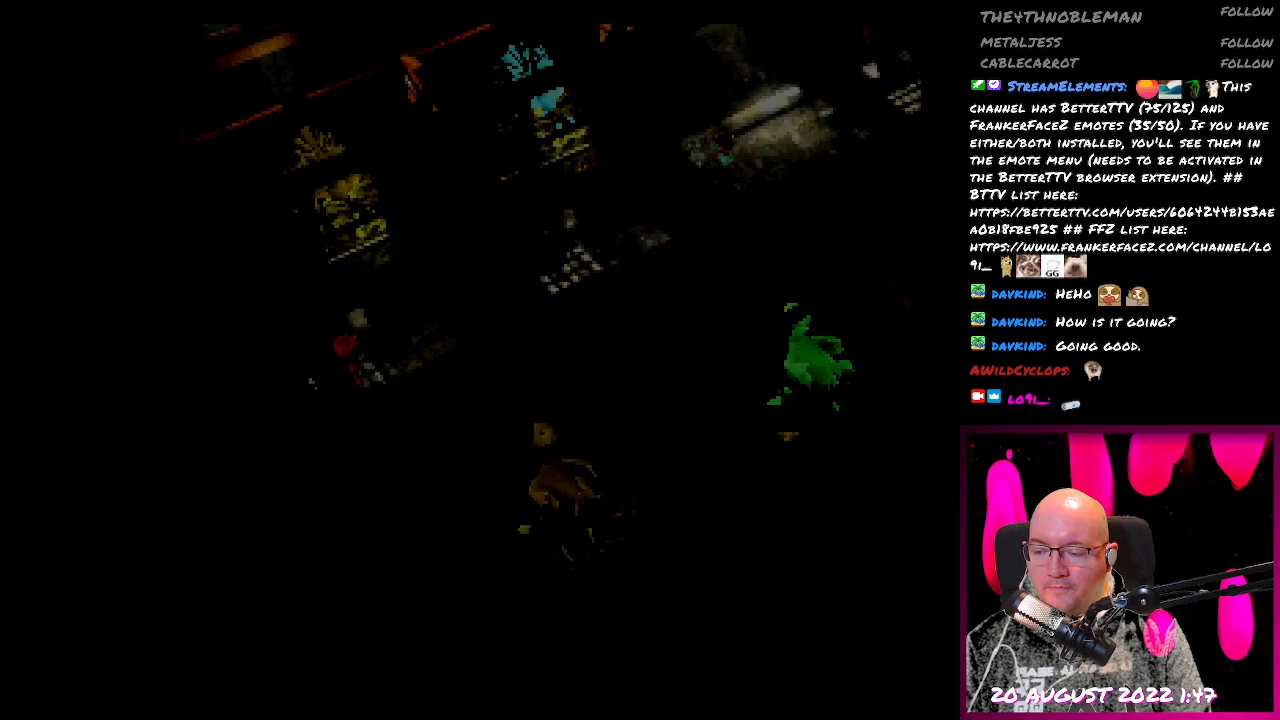 THE4THNOBLEMAN FOLLOW
METALJESS FOLLOW
CABLECARROT FOLLOW
StreamElements: This
channel has BetterTTV (75/125) and
FrankerFaceZ emotes (35/50). If you have
either/both installed, you'll see them in
the emote menu (needs to be activated in
the BetterTTV browser extension). ##
BTTV list here:
https://betterttv.com/users/6064244b153ae
a0b18fbe925 ## FFZ list here:
https://www.frankerfacez.com/channel/lo
91_
GG
davkind: HeHo
davkind: How is it going?
davkind: Going good.
AWildCyclops:
lo91_:
20 AUGUST 2022 1:47